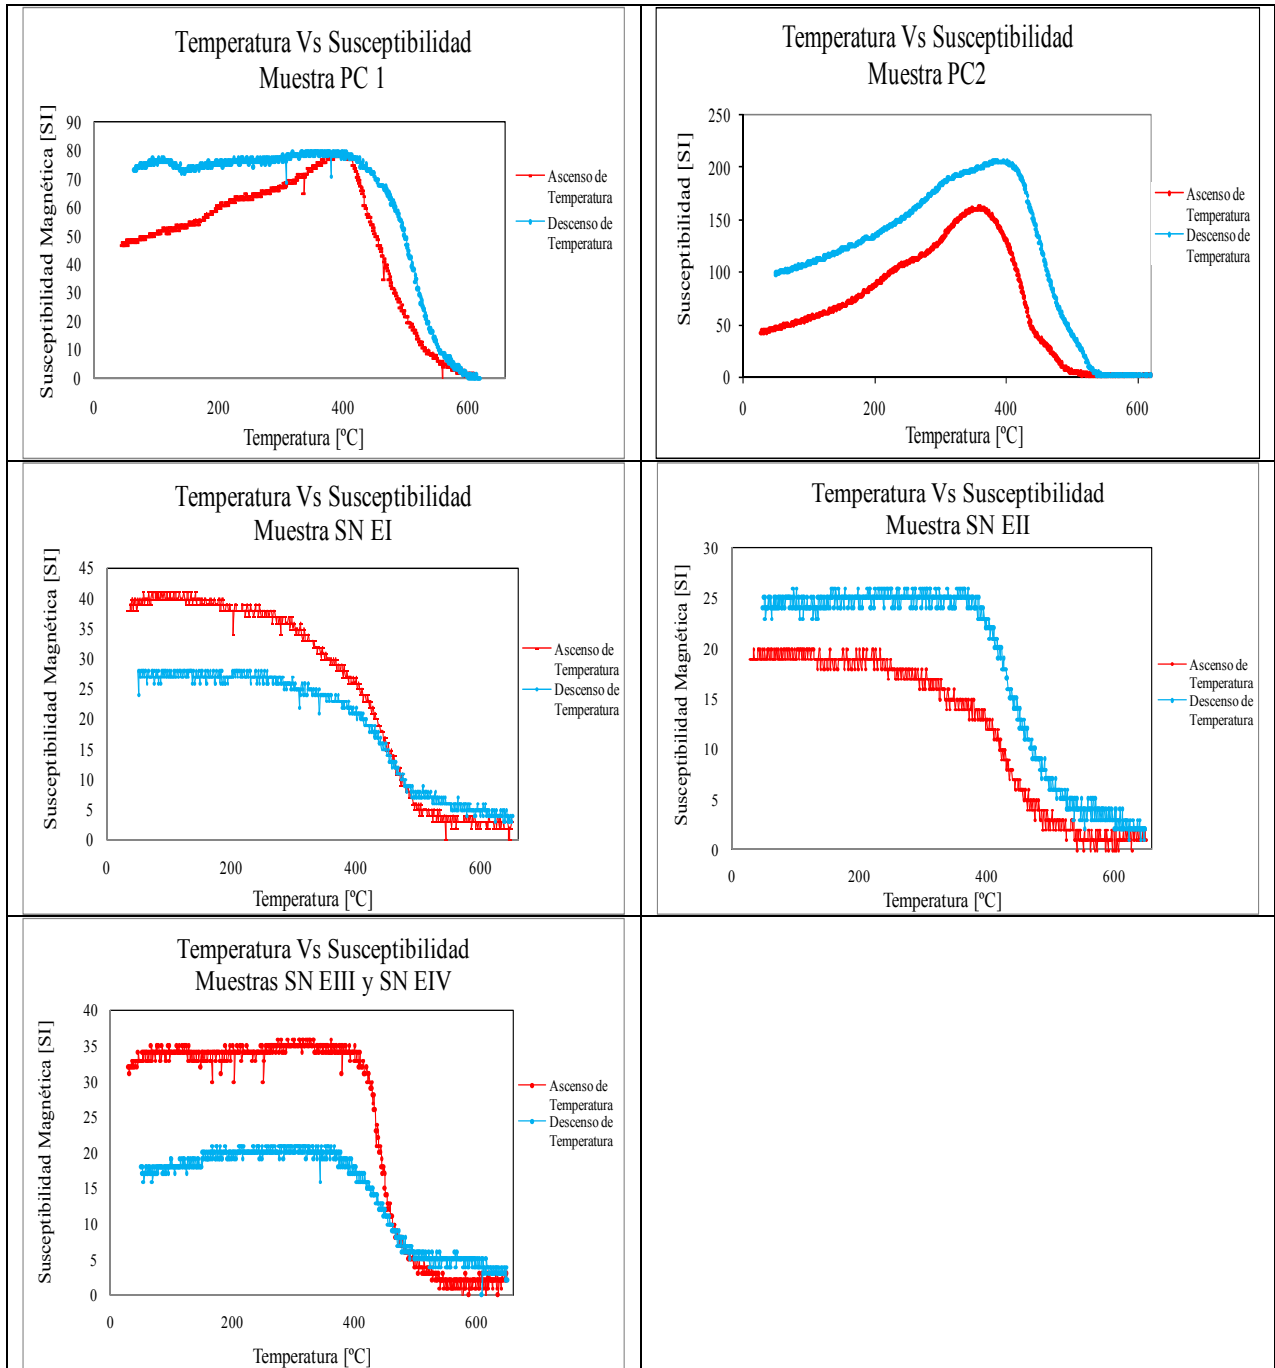 Temperatura Vs Susceptibilidad
Muestra PC 1
Susceptibilidad Magnética [SI]
90
80
70
60
50
40
30
20
10
0
0 200 400 600
Temperatura [ºC]
Ascenso de
Temperatura
Descenso de
Temperatura
Temperatura Vs Susceptibilidad
Muestra PC2
Susceptibilidad [SI]
250
200
150
100
50
0
0 200 400 600
Temperatura [ºC]
Ascenso de
Temperatura
Descenso de
Temperatura
Temperatura Vs Susceptibilidad
Muestra SN EI
Susceptibilidad Magnética [SI]
45
40
35
30
25
20
15
10
5
0
0 200 400 600
Temperatura [ºC]
Ascenso de
Temperatura
Descenso de
Temperatura
Temperatura Vs Susceptibilidad
Muestra SN EII
Susceptibilidad Magnética [SI]
30
25
20
15
10
5
0
0 200 400 600
Temperatura [ºC]
Ascenso de
Temperatura
Descenso de
Temperatura
Temperatura Vs Susceptibilidad
Muestras SN EIII y SN EIV
Susceptibilidad Magnética [SI]
40
35
30
25
20
15
10
5
0
0 200 400 600
Temperatura [ºC]
Ascenso de
Temperatura
Descenso de
Temperatura